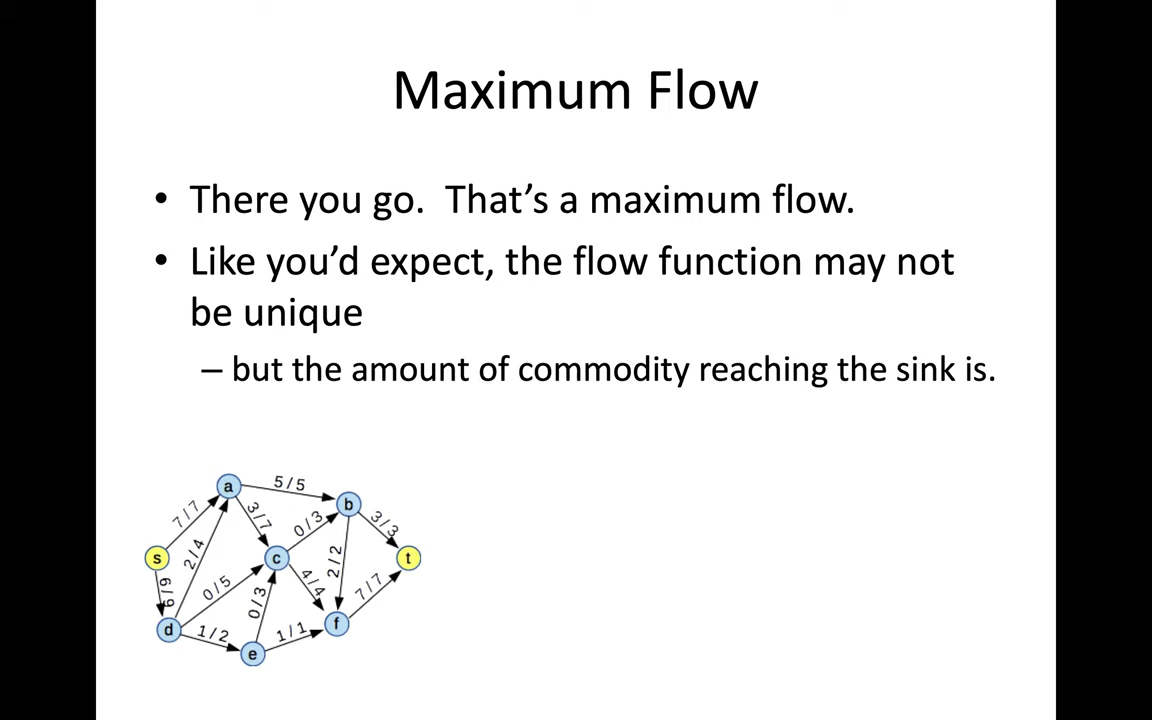 Maximum Flow
• There you go. That's a maximum flow.
• Like you'd expect, the flow function may not
be unique
– but the amount of commodity reaching the sink is.
a
5/5
b
7/7
3/7
0/3
3/3
s
2/4
c
2/2
t
0/5
0/3
4/4
7/7
d
1/2
e
1/1
f